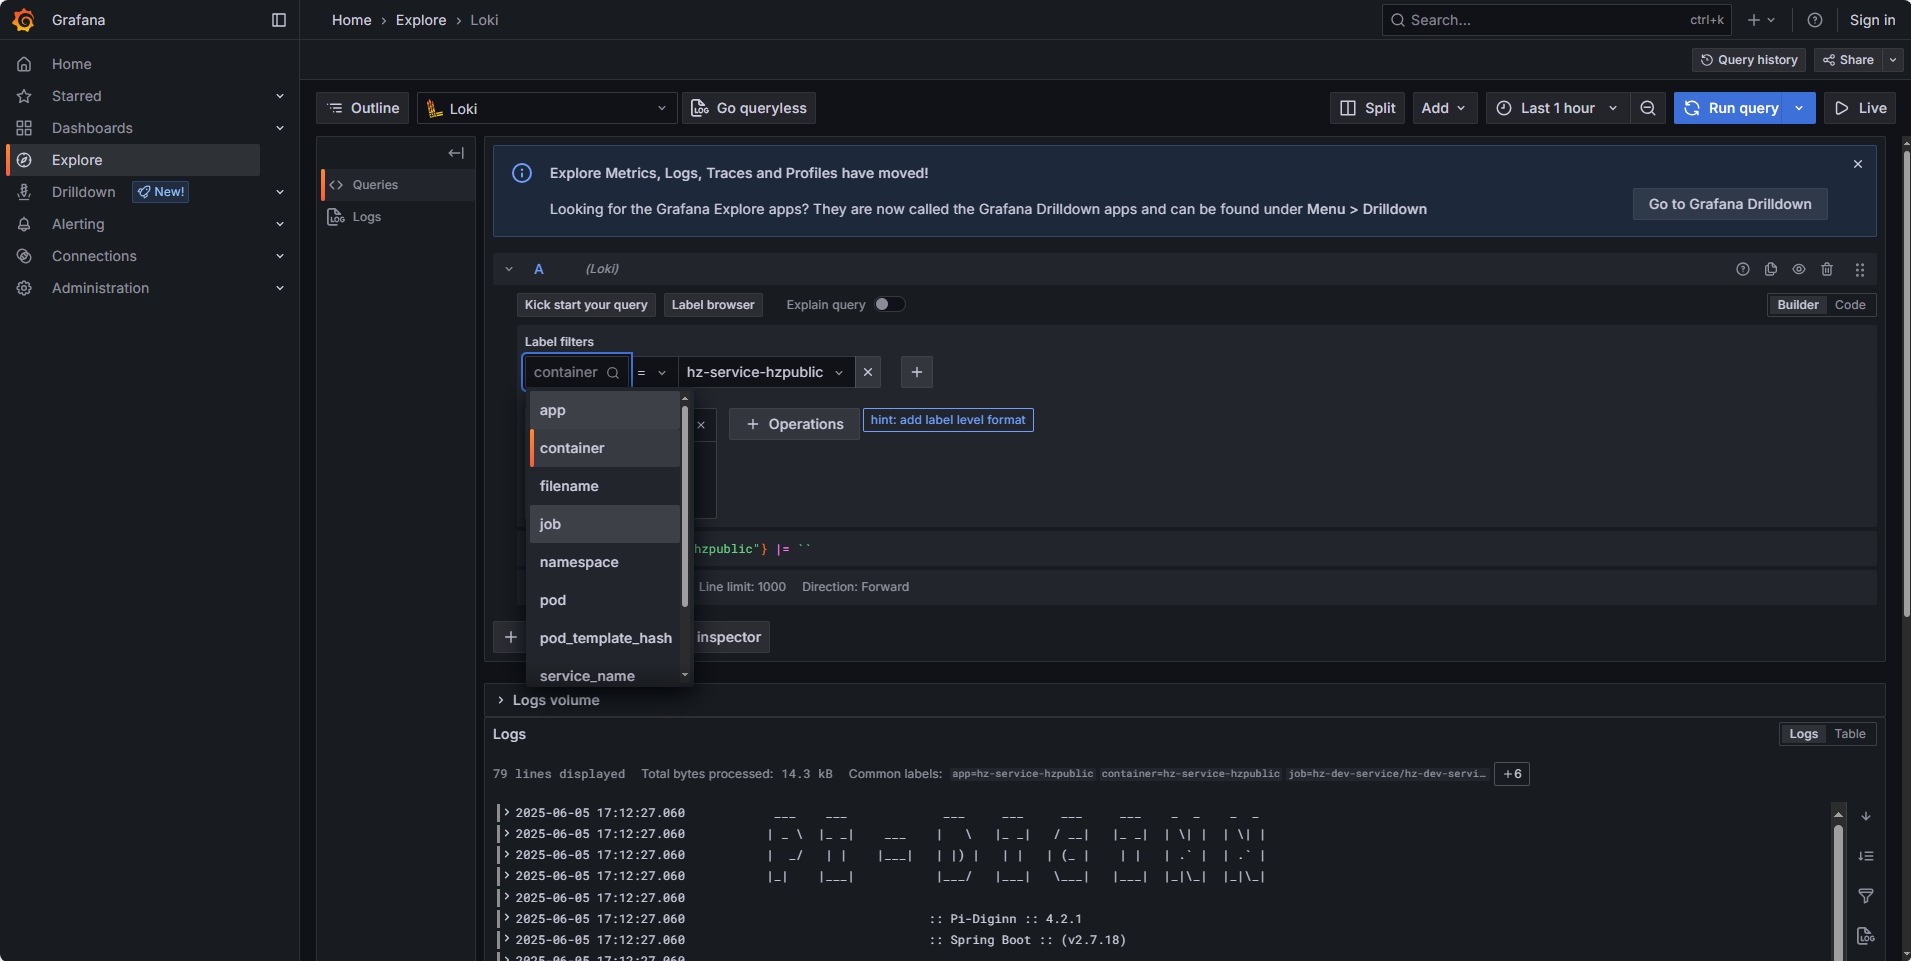 Grafana
Home › Explore › Loki
Search... ctrl+k
Sign in
Home
Starred
Dashboards
Explore
Drilldown New!
Alerting
Connections
Administration
Query history
Share
Outline
Loki
Go queryless
Split
Add
Last 1 hour
Run query
Live
Queries
Logs
Explore Metrics, Logs, Traces and Profiles have moved!
Looking for the Grafana Explore apps? They are now called the Grafana Drilldown apps and can be found under Menu > Drilldown
Go to Grafana Drilldown
A (Loki)
Kick start your query
Label browser
Explain query
Builder
Code
Label filters
container = hz-service-hzpublic
app
container
filename
job
namespace
pod
pod_template_hash
service_name
+ Operations
hint: add label level format
hzpublic"} |= ``
Line limit: 1000 Direction: Forward
inspector
Logs volume
Logs
Logs
Table
79 lines displayed Total bytes processed: 14.3 kB Common labels: app=hz-service-hzpublic container=hz-service-hzpublic job=hz-dev-service/hz-dev-servi… +6
2025-06-05 17:12:27.060
2025-06-05 17:12:27.060
2025-06-05 17:12:27.060
2025-06-05 17:12:27.060
2025-06-05 17:12:27.060
2025-06-05 17:12:27.060 :: Pi-Diginn :: 4.2.1
2025-06-05 17:12:27.060 :: Spring Boot :: (v2.7.18)
2025-06-05 17:12:27.060